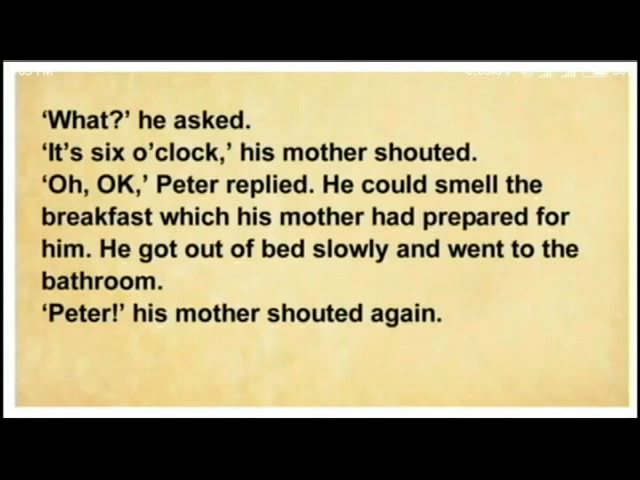 ‘What?’ he asked.
‘It’s six o’clock,’ his mother shouted.
‘Oh, OK,’ Peter replied. He could smell the
breakfast which his mother had prepared for
him. He got out of bed slowly and went to the
bathroom.
‘Peter!’ his mother shouted again.